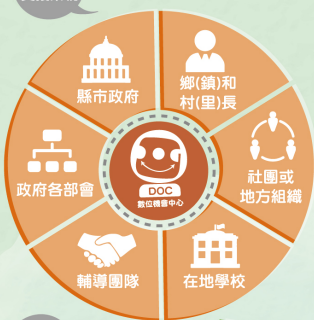 縣市政府
鄉(鎮)和
村(里)長
政府各部會
社團或
地方組織
DOC
數位機會中心
輔導團隊
在地學校